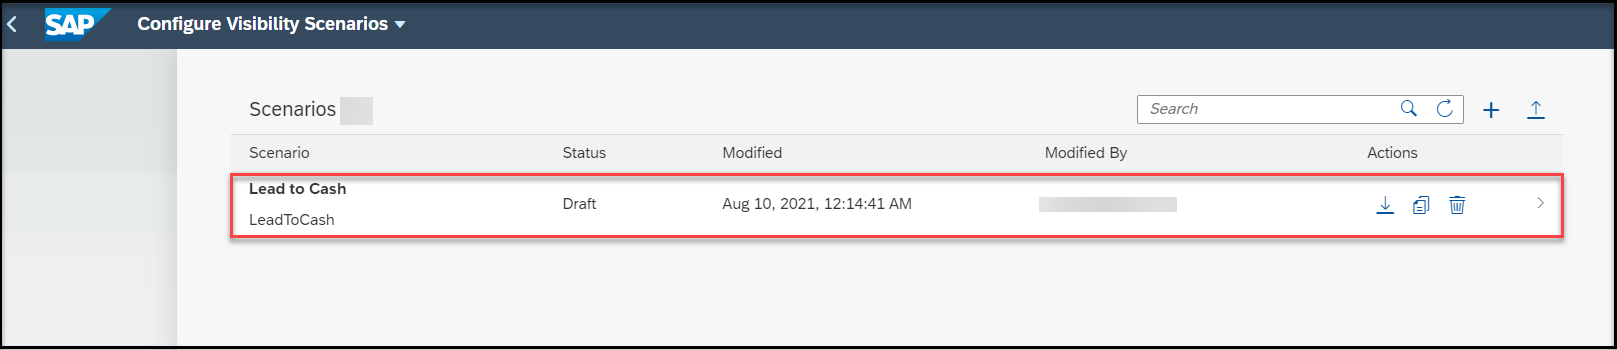 SAP Configure Visibility Scenarios
Scenarios
Search
Scenario Status Modified Modified By Actions
Lead to Cash
Draft Aug 10, 2021, 12:14:41 AM
LeadToCash